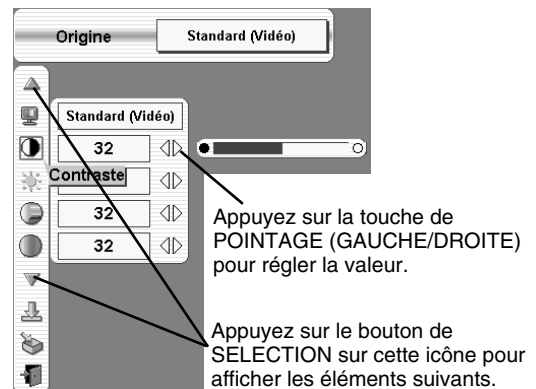 Origine Standard (Vidéo)
Standard (Vidéo)
32
Contraste
32
32
Appuyez sur la touche de
POINTAGE (GAUCHE/DROITE)
pour régler la valeur.
Appuyez sur le bouton de
SELECTION sur cette icône pour
afficher les éléments suivants.